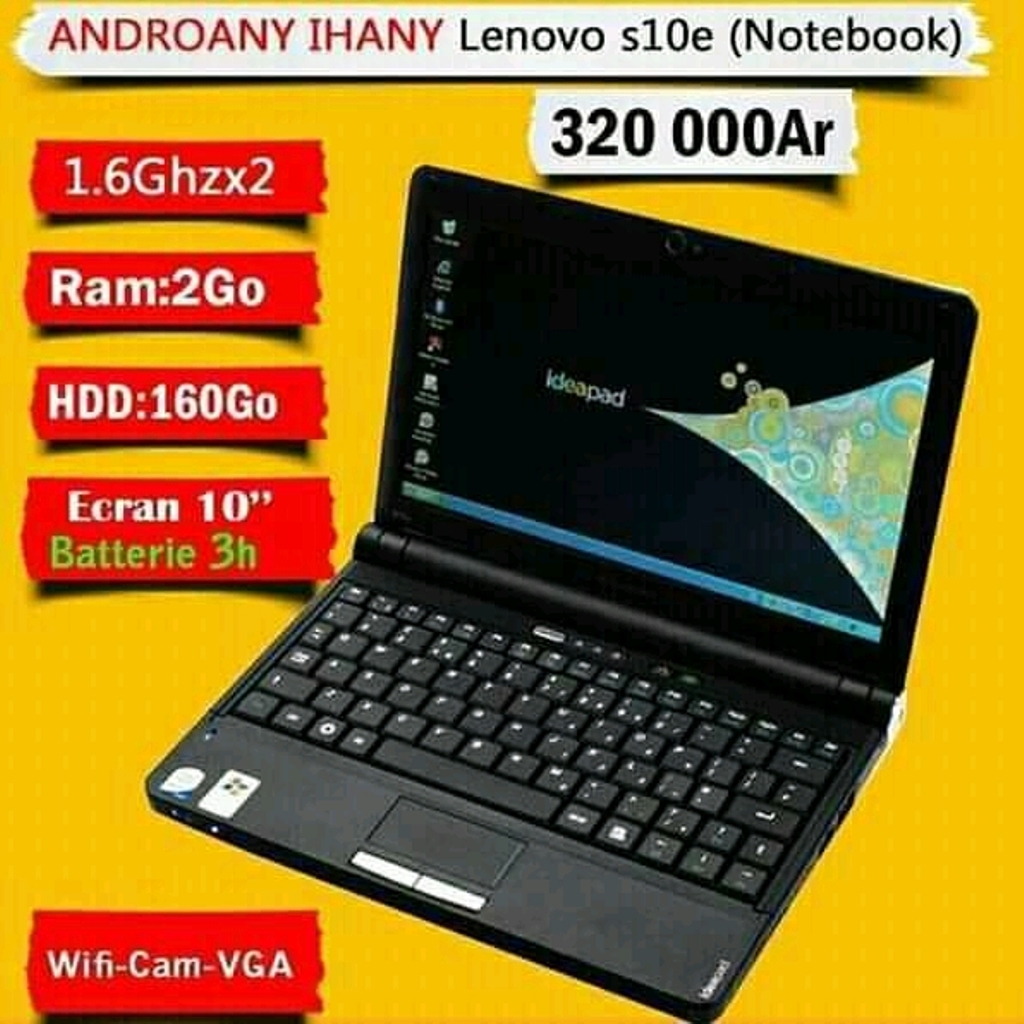 ANDROANY IHANY Lenovo s10e (Notebook)
320 000Ar
1.6Ghzx2
Ram:2Go
HDD:160Go
Ecran 10”
Batterie 3h
ideapad
Wifi-Cam-VGA
ideapad